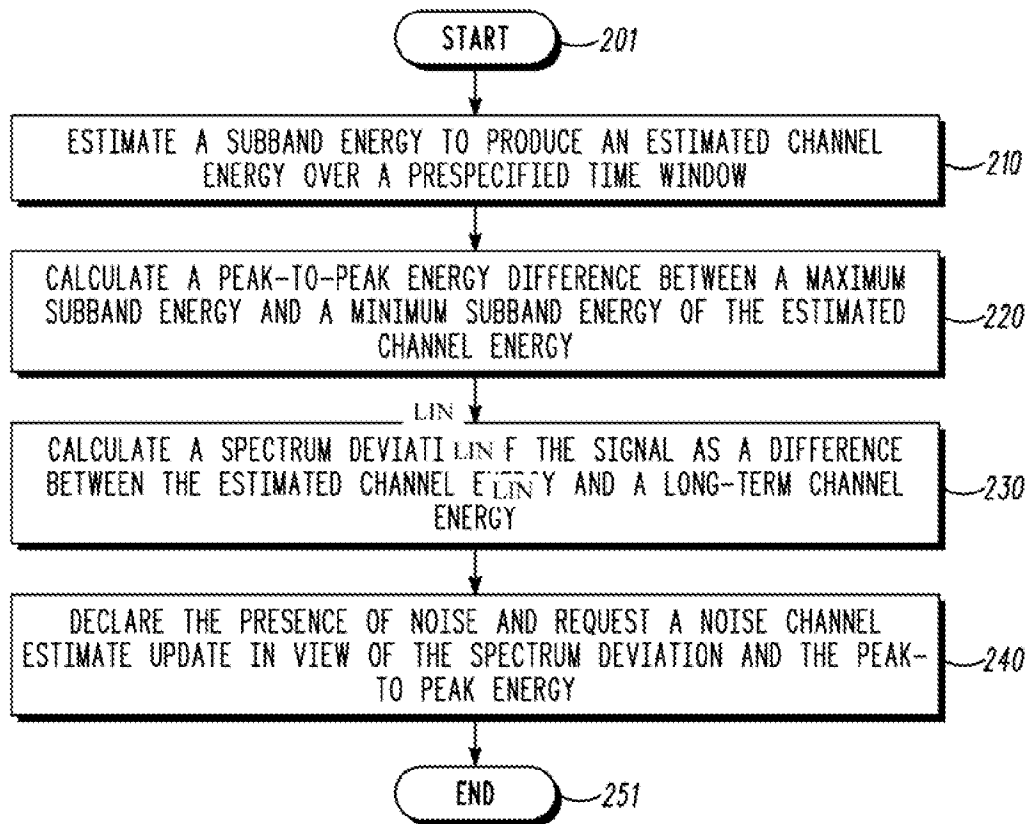 START
201
ESTIMATE A SUBBAND ENERGY TO PRODUCE AN ESTIMATED CHANNEL
ENERGY OVER A PRESPECIFIED TIME WINDOW
210
CALCULATE A PEAK-TO-PEAK ENERGY DIFFERENCE BETWEEN A MAXIMUM
SUBBAND ENERGY AND A MINIMUM SUBBAND ENERGY OF THE ESTIMATED
CHANNEL ENERGY
220
LIN
CALCULATE A SPECTRUM DEVIATI LIN F THE SIGNAL AS A DIFFERENCE
BETWEEN THE ESTIMATED CHANNEL E LIN Y AND A LONG-TERM CHANNEL
ENERGY
230
DECLARE THE PRESENCE OF NOISE AND REQUEST A NOISE CHANNEL
ESTIMATE UPDATE IN VIEW OF THE SPECTRUM DEVIATION AND THE PEAK-
TO PEAK ENERGY
240
END
251